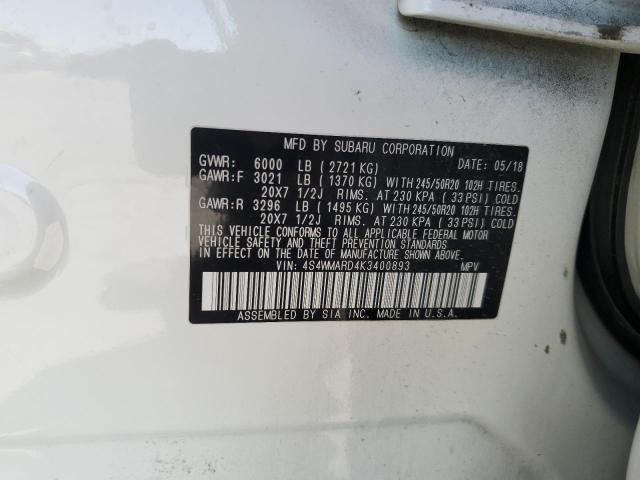 MFD BY SUBARU CORPORATION
GVWR: 6000 LB ( 2721 KG) DATE: 05/18
GAWR:F 3021 LB ( 1370 KG) WITH 245/50R20 102H TIRES.
20X7 1/2J RIMS. AT 230 KPA ( 33 PSI) COLD
GAWR:R 3296 LB ( 1495 KG) WITH 245/50R20 102H TIRES.
20X7 1/2J RIMS. AT 230 KPA ( 33 PSI) COLD
THIS VEHICLE CONFORMS TO ALL APPLICABLE FEDERAL MOTOR
VEHICLE SAFETY AND THEFT PREVENTION STANDARDS
IN EFFECT ON THE DATE OF MANUFACTURE SHOWN ABOVE.
VIN: 4S4WMARD4K3400893 MPV
ASSEMBLED BY SIA INC. MADE IN U.S.A.